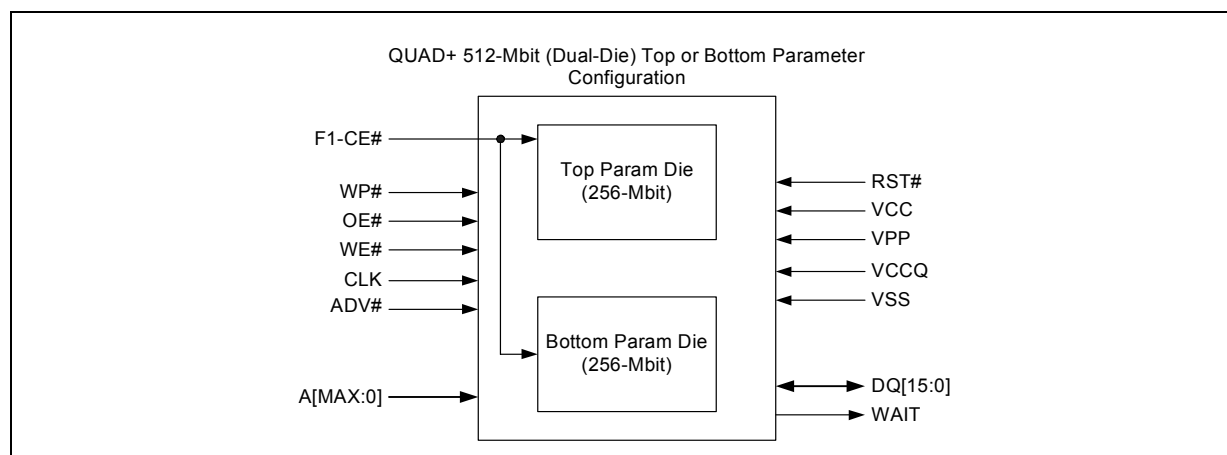 QUAD+ 512-Mbit (Dual-Die) Top or Bottom Parameter
Configuration
F1-CE#
WP#
OE#
WE#
CLK
ADV#
A[MAX:0]
Top Param Die
(256-Mbit)
Bottom Param Die
(256-Mbit)
RST#
VCC
VPP
VCCQ
VSS
DQ[15:0]
WAIT